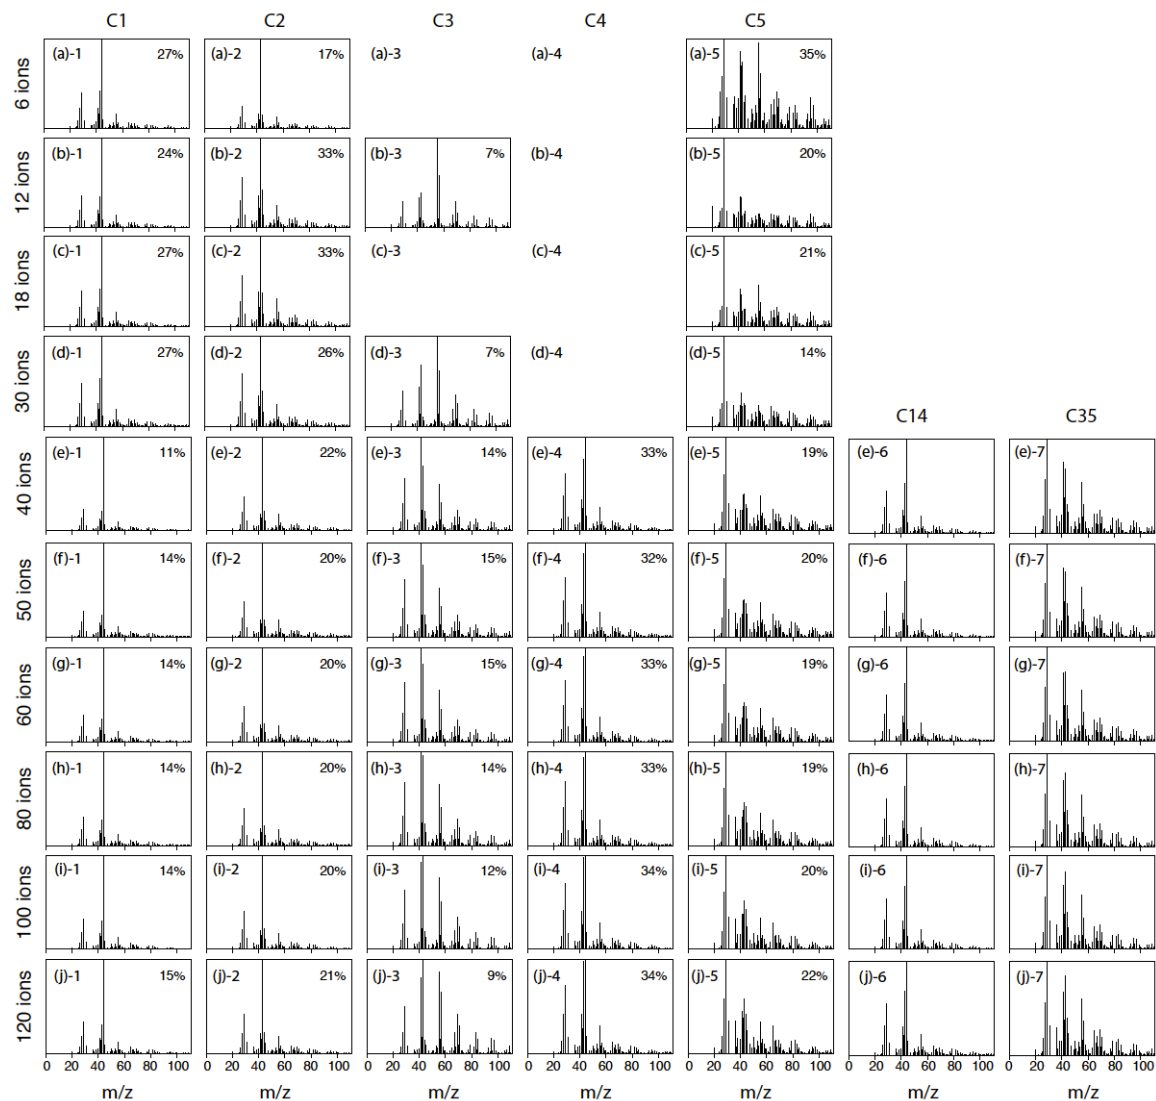 C1 C2 C3 C4 C5
6 ions
(a)-1 27% (a)-2 17% (a)-3 (a)-4 (a)-5 35%
12 ions
(b)-1 24% (b)-2 33% (b)-3 7% (b)-4 (b)-5 20%
18 ions
(c)-1 27% (c)-2 33% (c)-3 (c)-4 (c)-5 21%
30 ions
(d)-1 27% (d)-2 26% (d)-3 7% (d)-4 (d)-5 14%
C14 C35
40 ions
(e)-1 11% (e)-2 22% (e)-3 14% (e)-4 33% (e)-5 19% (e)-6 (e)-7
50 ions
(f)-1 14% (f)-2 20% (f)-3 15% (f)-4 32% (f)-5 20% (f)-6 (f)-7
60 ions
(g)-1 14% (g)-2 20% (g)-3 15% (g)-4 33% (g)-5 19% (g)-6 (g)-7
80 ions
(h)-1 14% (h)-2 20% (h)-3 14% (h)-4 33% (h)-5 19% (h)-6 (h)-7
100 ions
(i)-1 14% (i)-2 20% (i)-3 12% (i)-4 34% (i)-5 20% (i)-6 (i)-7
120 ions
(j)-1 15% (j)-2 21% (j)-3 9% (j)-4 34% (j)-5 22% (j)-6 (j)-7
0 20 40 60 80 100 0 20 40 60 80 100 0 20 40 60 80 100 0 20 40 60 80 100 0 20 40 60 80 100 0 20 40 60 80 100 0 20 40 60 80 100
m/z m/z m/z m/z m/z m/z m/z